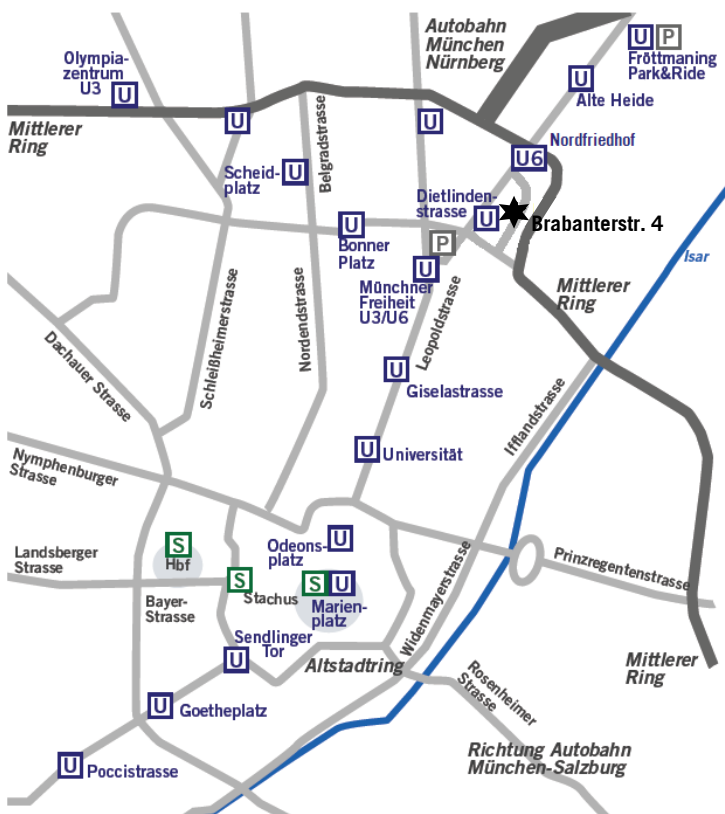 Autobahn
München
Nürnberg
U P
Fröttmaning
Park&Ride
Olympia-
zentrum
U3
U
U
Alte Heide
Mittlerer
Ring
U
U
Nordfriedhof
U6
Belgradstrasse
Scheid-
platz
U
Dietlinden-
strasse
U
Brabanterstr. 4
U
Bonner
Platz
P
U
Münchner
Freiheit
U3/U6
Isar
Mittlerer
Ring
Leopoldstrasse
Nordendstrasse
Schleißheimerstrasse
Dachauer Strasse
U
Giselastrasse
Ifflandstrasse
U
Universität
Nymphenburger
Strasse
S
Hbf
Odeons-
platz
U
Landsberger
Strasse
S
Stachus
S U
Marien-
platz
Prinzregentenstrasse
Bayer-
Strasse
Widenmayerstrasse
Sendlinger
Tor
U
Altstadtring
Mittlerer
Ring
Rosenheimer
Strasse
U
Goetheplatz
Richtung Autobahn
München-Salzburg
U
Poccistrasse